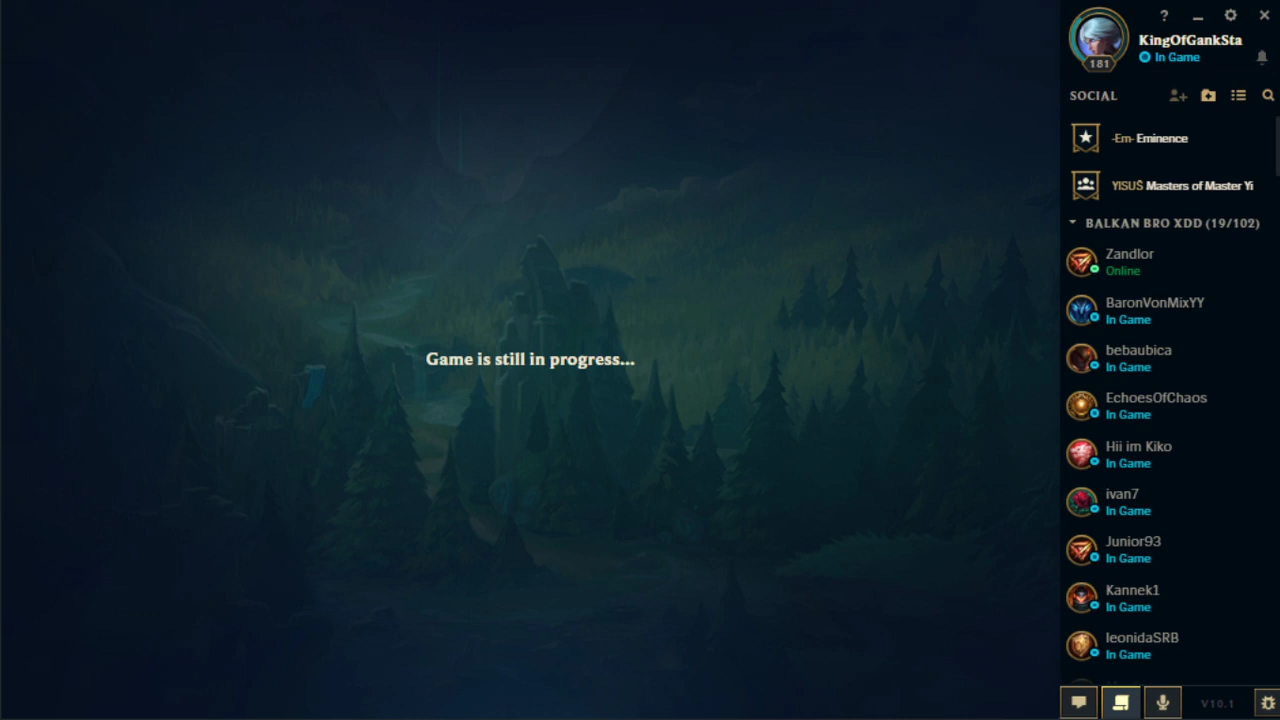 ?
KingOfGankSta
In Game
181
SOCIAL
-Em- Eminence
YISUS Masters of Master Yi
BALKAN BRO XDD (19/102)
Zandlor
Online
BaronVonMixYY
In Game
bebaubica
In Game
Game is still in progress...
EchoesOfChaos
In Game
Hii im Kiko
In Game
ivan7
In Game
Junior93
In Game
Kannek1
In Game
leonidaSRB
In Game
V10.1